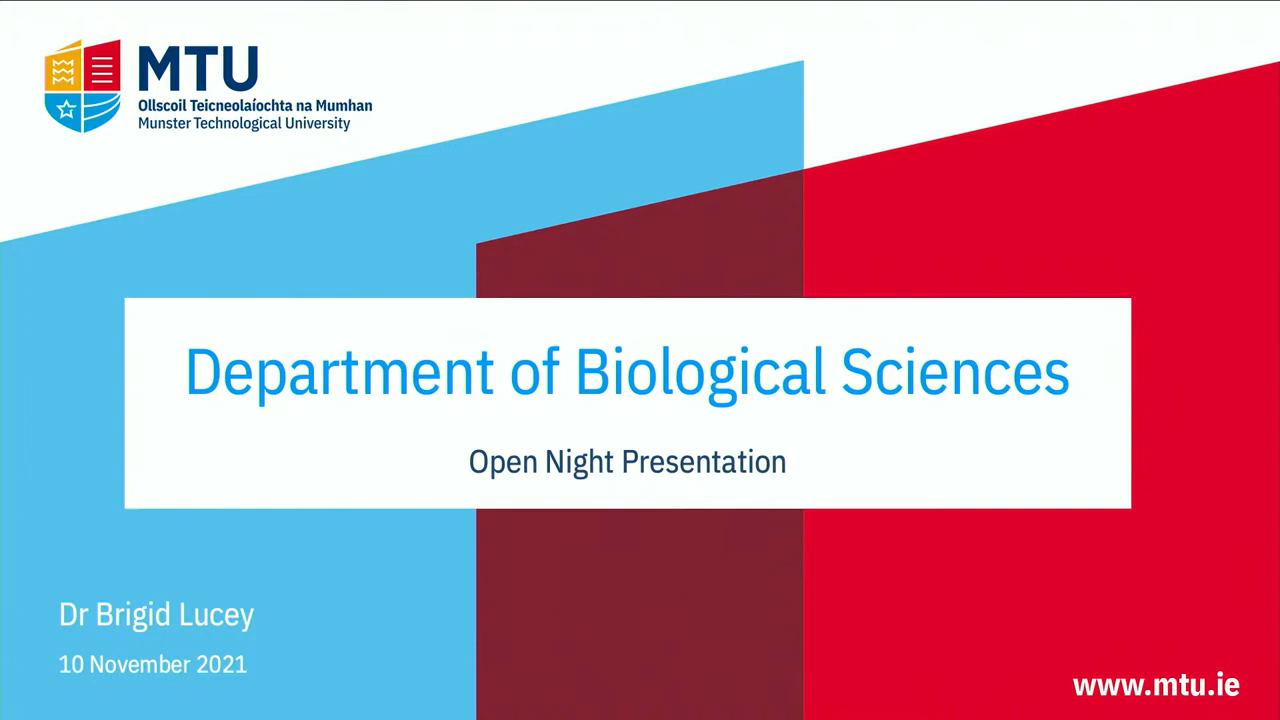 MTU
Ollscoil Teicneolaíochta na Mumhan
Munster Technological University
Department of Biological Sciences
Open Night Presentation
Dr Brigid Lucey
10 November 2021
www.mtu.ie